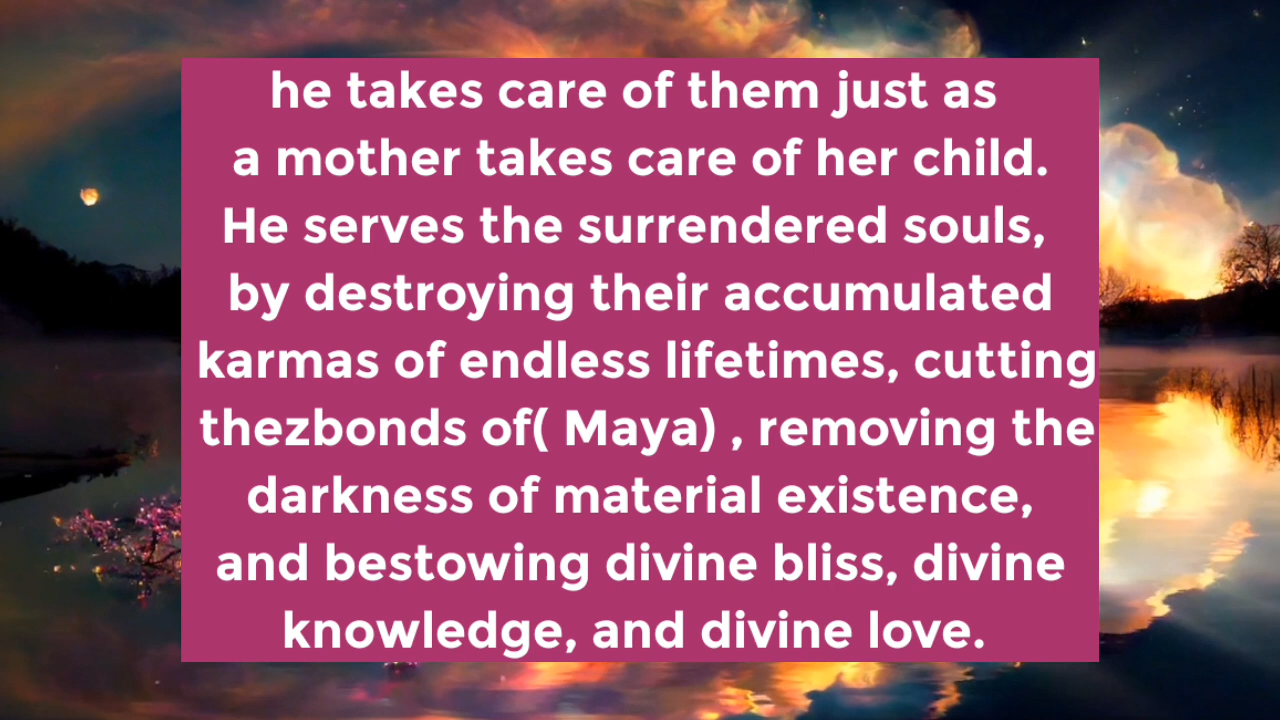 he takes care of them just as
a mother takes care of her child.
He serves the surrendered souls,
by destroying their accumulated
karmas of endless lifetimes, cutting
thezbonds of( Maya) , removing the
darkness of material existence,
and bestowing divine bliss, divine
knowledge, and divine love.